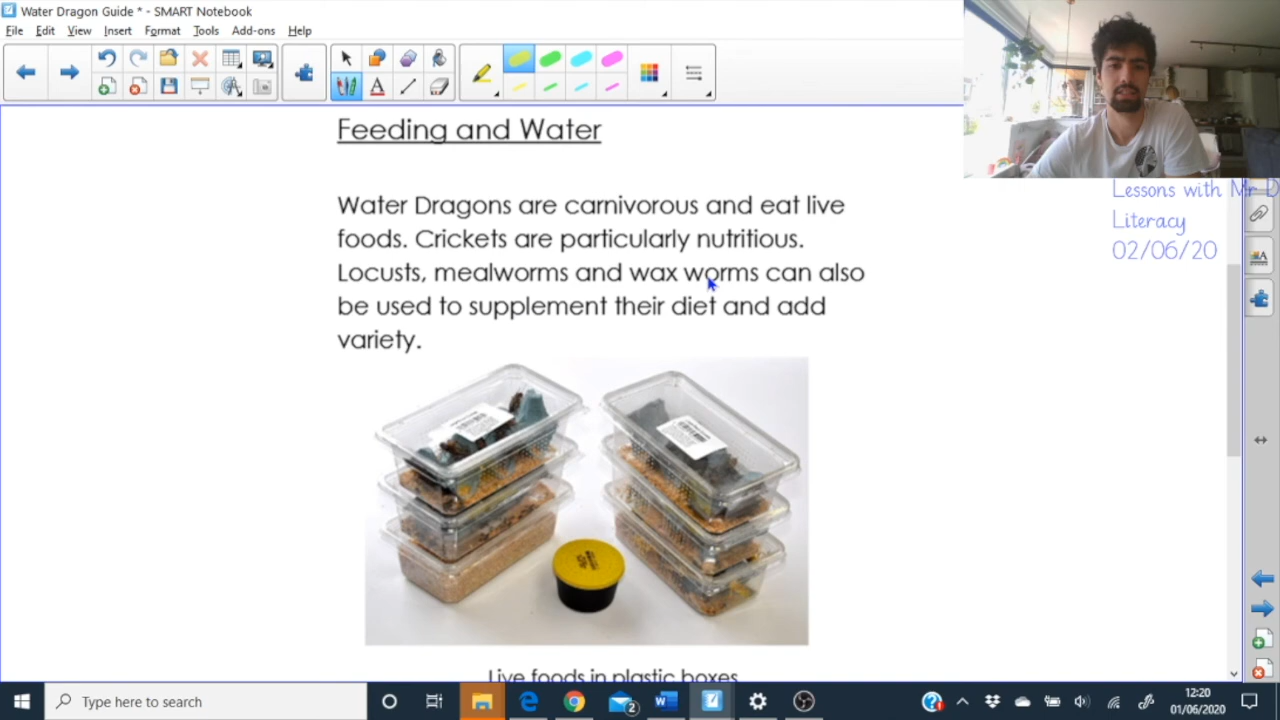 Water Dragon Guide * - SMART Notebook
File Edit View Insert Format Tools Add-ons Help
Feeding and Water
Water Dragons are carnivorous and eat live
foods. Crickets are particularly nutritious.
Locusts, mealworms and wax worms can also
be used to supplement their diet and add
variety.
Live foods in plastic boxes
Lessons with Mr D
Literacy
02/06/20
Type here to search
2
12:20
01/06/2020